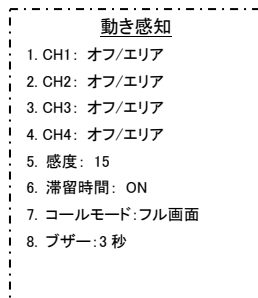 動き感知
1. CH1: オフ/エリア
2. CH2: オフ/エリア
3. CH3: オフ/エリア
4. CH4: オフ/エリア
5. 感度: 15
6. 滞留時間: ON
7. コールモード:フル画面
8. ブザー:3 秒